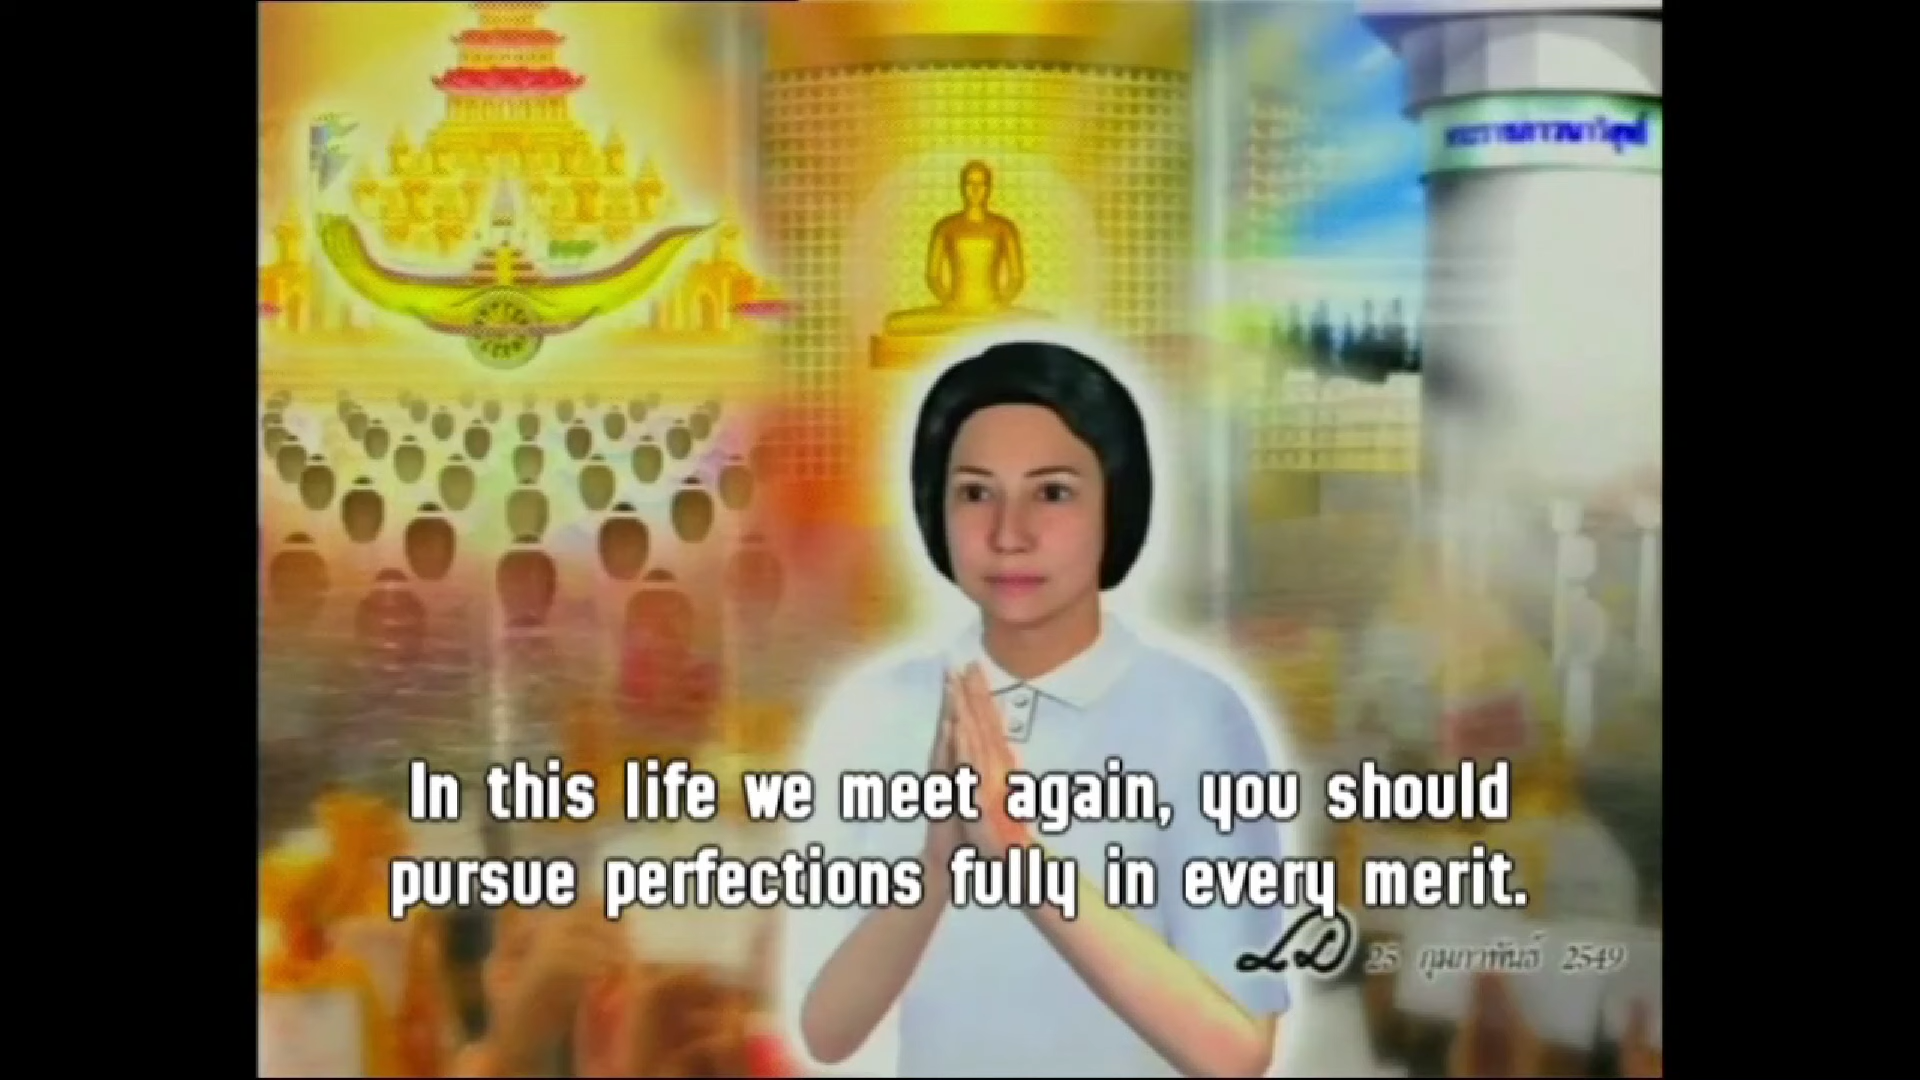 In this life we meet again, you should
pursue perfections fully in every merit.
25 กุมภาพันธ์ 2549